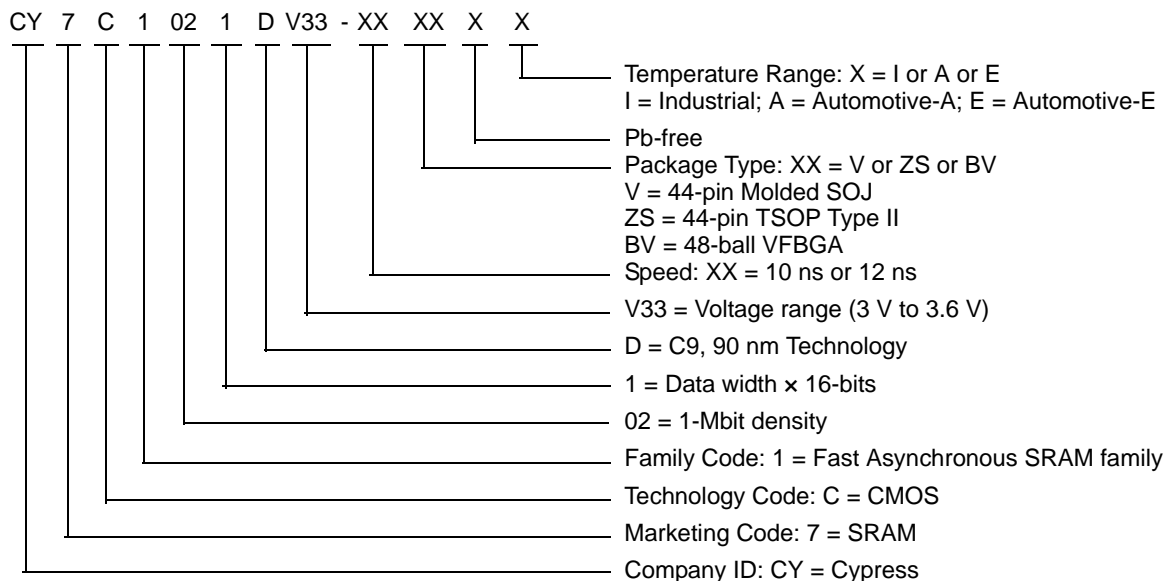 CY 7 C 1 02 1 D V33 - XX XX X X
Temperature Range: X = I or A or E
I = Industrial; A = Automotive-A; E = Automotive-E
Pb-free
Package Type: XX = V or ZS or BV
V = 44-pin Molded SOJ
ZS = 44-pin TSOP Type II
BV = 48-ball VFBGA
Speed: XX = 10 ns or 12 ns
V33 = Voltage range (3 V to 3.6 V)
D = C9, 90 nm Technology
1 = Data width × 16-bits
02 = 1-Mbit density
Family Code: 1 = Fast Asynchronous SRAM family
Technology Code: C = CMOS
Marketing Code: 7 = SRAM
Company ID: CY = Cypress